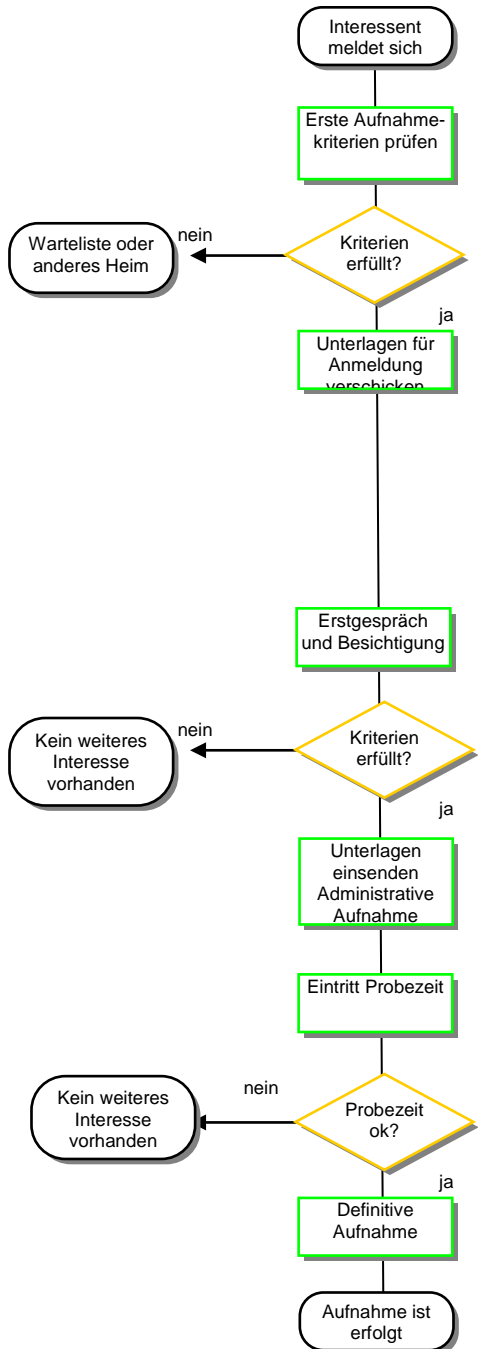 Interessent
meldet sich
Erste Aufnahme-
kriterien prüfen
nein
Warteliste oder
anderes Heim
Kriterien
erfüllt?
ja
Unterlagen für
Anmeldung
verschicken
Erstgespräch
und Besichtigung
nein
Kein weiteres
Interesse
vorhanden
Kriterien
erfüllt?
ja
Unterlagen
einsenden
Administrative
Aufnahme
Eintritt Probezeit
nein
Kein weiteres
Interesse
vorhanden
Probezeit
ok?
ja
Definitive
Aufnahme
Aufnahme ist
erfolgt